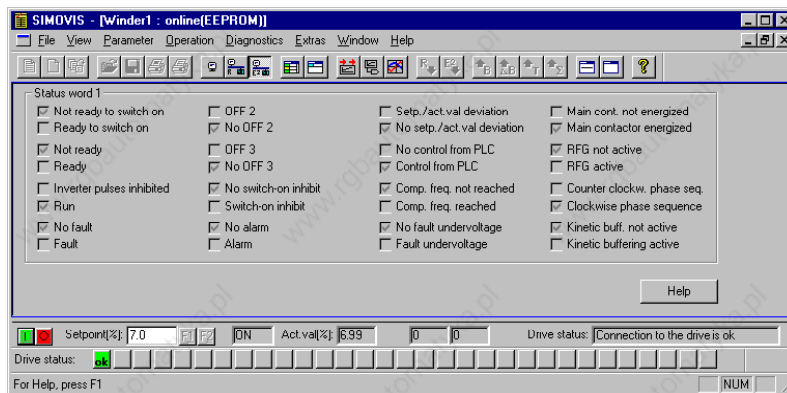 SIMOVIS - [Winder1 : online(EEPROM)]
File View Parameter Operation Diagnostics Extras Window Help
Status word 1
Not ready to switch on OFF 2 Setp./act.val deviation Main cont. not energized
Ready to switch on No OFF 2 No setp./act.val deviation Main contactor energized
Not ready OFF 3 No control from PLC RFG not active
Ready No OFF 3 Control from PLC RFG active
Inverter pulses inhibited No switch-on inhibit Comp. freq. not reached Counter clockw. phase seq.
Run Switch-on inhibit Comp. freq. reached Clockwise phase sequence
No fault No alarm No fault undervoltage Kinetic buff. not active
Fault Alarm Fault undervoltage Kinetic buffering active
Help
Setpoint[%]: 7.0 F1 F2 ON Act.val[%]: 6.99 0 0 Drive status: Connection to the drive is ok
Drive status: ok
For Help, press F1 NUM
www.rgbautomatyka.pl